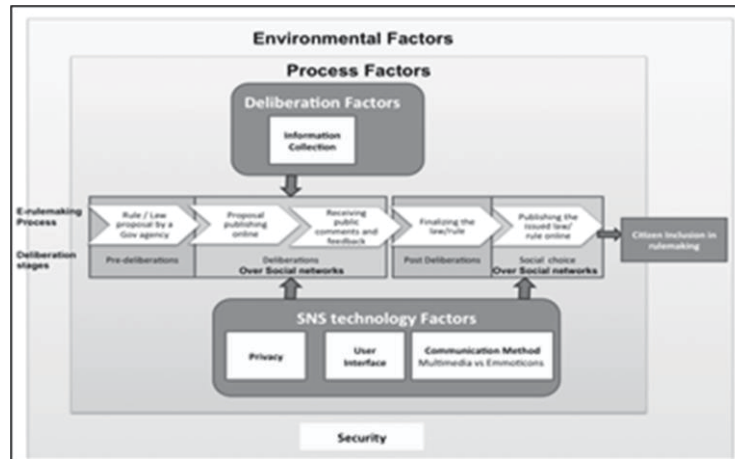 Environmental Factors
Process Factors
Deliberation Factors
Information
Collection
E-rulemaking
Process
Rule / Law
proposal by a
Gov agency
Proposal
publishing
online
Receiving
public
comments and
feedback
Finalizing the
law/rule
Publishing the
issued law/
rule online
Citizen Inclusion in
rulemaking
Deliberation
stages
Pre-deliberations
Deliberations
Over Social networks
Post Deliberations
Social choice
Over Social networks
SNS technology Factors
Privacy
User
Interface
Communication Method
Multimedia vs Emmoticons
Security